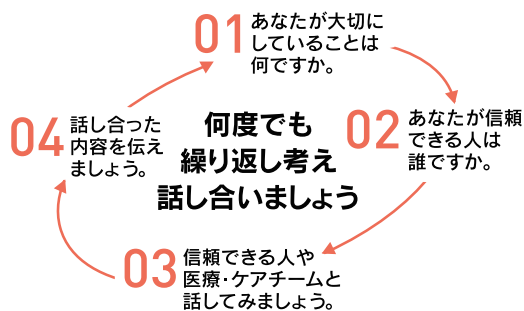 01
あなたが大切に
していることは
何ですか。
02
あなたが信頼
できる人は
誰ですか。
何度でも
繰り返し考え
話し合いましょう
04
話し合った
内容を伝え
ましょう。
03
信頼できる人や
医療・ケアチームと
話してみましょう。